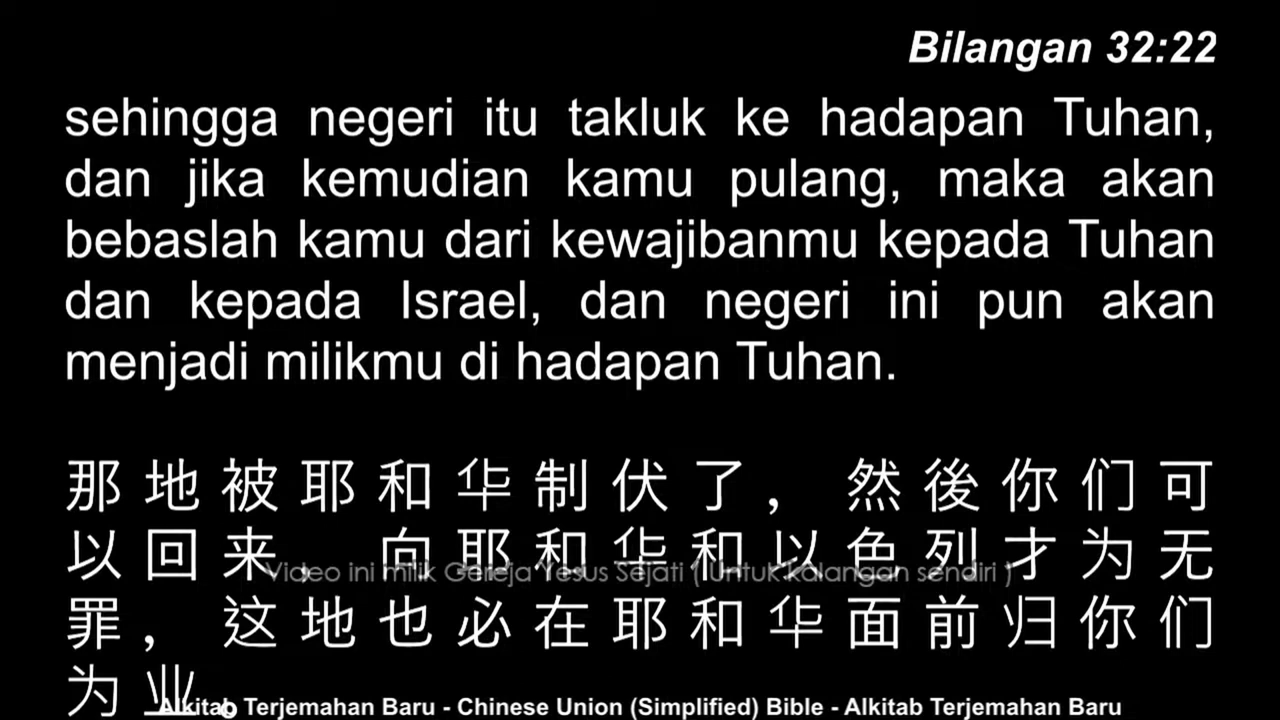 Bilangan 32:22
sehingga negeri itu takluk ke hadapan Tuhan,
dan jika kemudian kamu pulang, maka akan
bebaslah kamu dari kewajibanmu kepada Tuhan
dan kepada Israel, dan negeri ini pun akan
menjadi milikmu di hadapan Tuhan.
那地被耶和华制伏了，然後你们可
以回来，向耶和华和以色列才为无
Video ini milik Gereja Yesus Sejati ( Untuk kalangan sendiri )
罪，这地也必在耶和华面前归你们
为业。
Alkitab Terjemahan Baru - Chinese Union (Simplified) Bible - Alkitab Terjemahan Baru